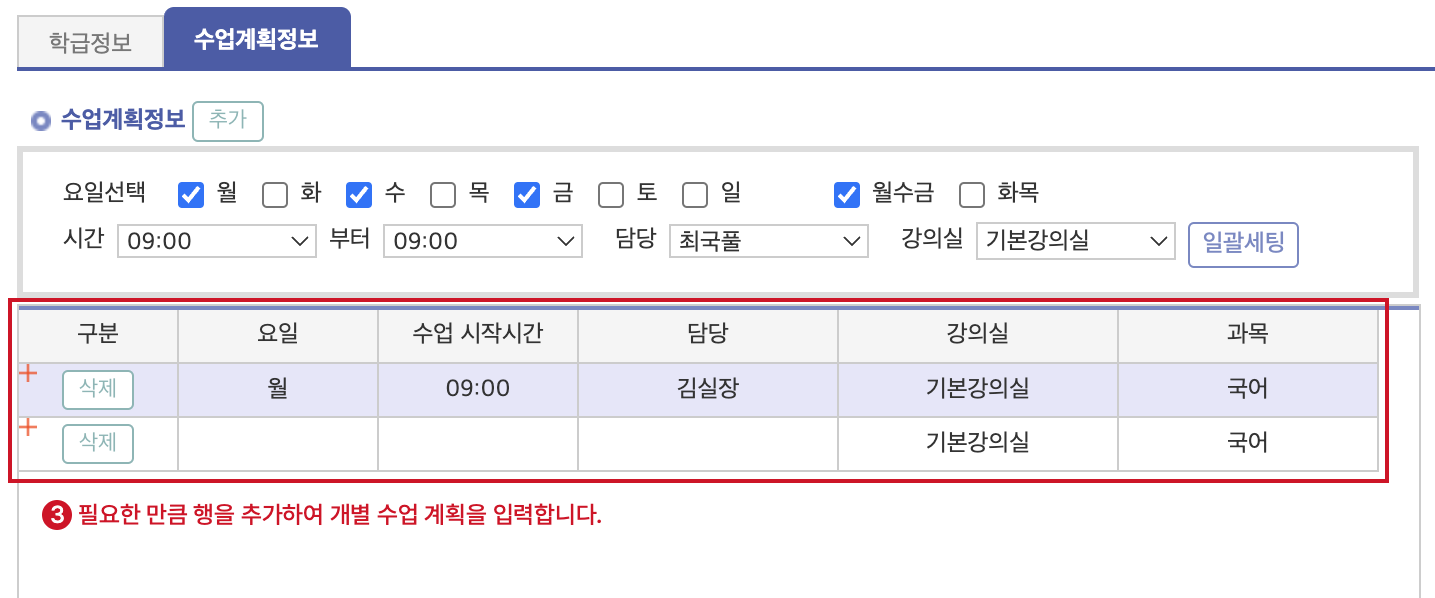 학급정보 수업계획정보
수업계획정보 추가
요일선택 월 화 수 목 금 토 일 월수금 화목
시간 09:00 부터 09:00 담당 최국풀 강의실 기본강의실 일괄세팅
구분 요일 수업 시작시간 담당 강의실 과목
삭제 월 09:00 김실장 기본강의실 국어
삭제 기본강의실 국어
3 필요한 만큼 행을 추가하여 개별 수업 계획을 입력합니다.